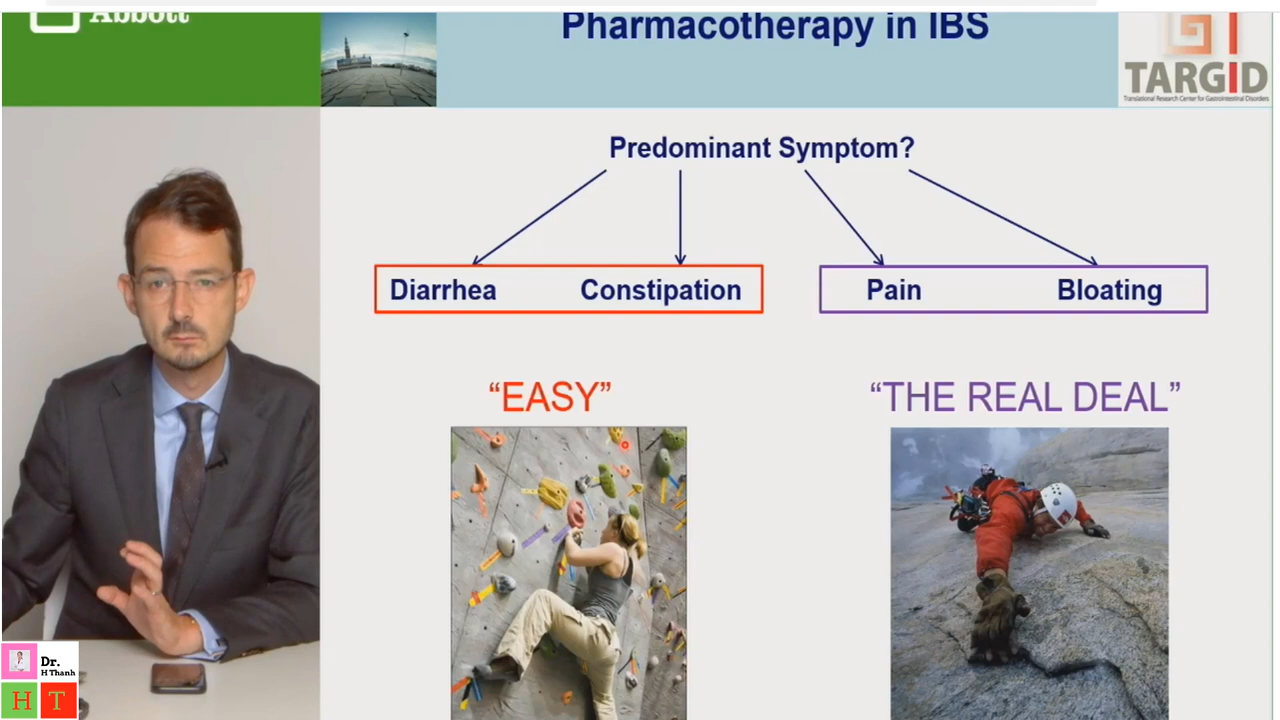 Abbott
Pharmacotherapy in IBS
TARGID
Translational Research Center for Gastrointestinal Disorders
Predominant Symptom?
Diarrhea
Constipation
Pain
Bloating
“EASY”
“THE REAL DEAL”
Dr.
H Thanh
H T